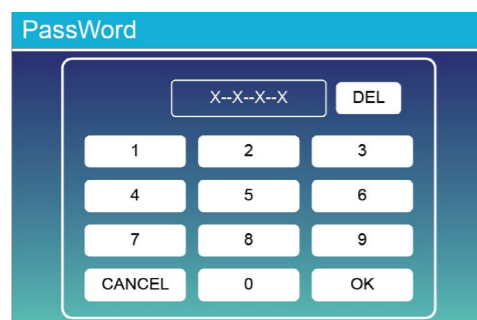 PassWord
X--X--X--X DEL
1 2 3
4 5 6
7 8 9
CANCEL 0 OK